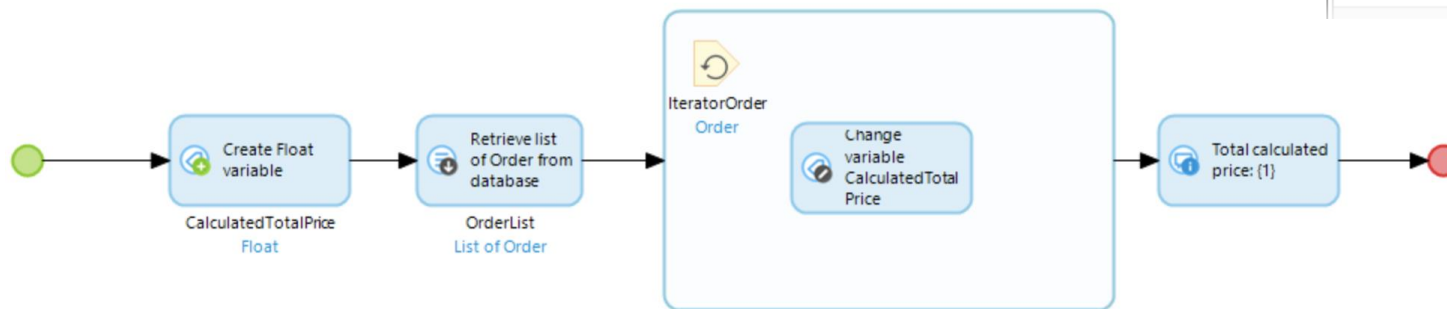 Create Float
variable
CalculatedTotalPrice
Float
Retrieve list
of Order from
database
OrderList
List of Order
IteratorOrder
Order
Change
variable
CalculatedTotal
Price
Total calculated
price: {1}